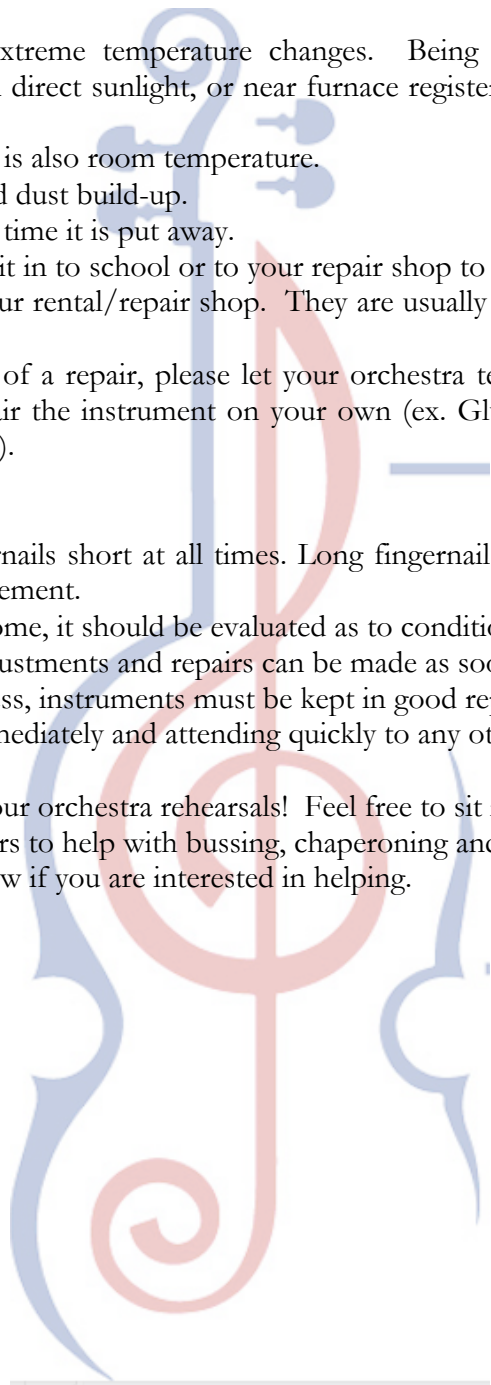 xtreme temperature changes. Being
direct sunlight, or near furnace register
is also room temperature.
d dust build-up.
time it is put away.
it in to school or to your repair shop to
ur rental/repair shop. They are usually
of a repair, please let your orchestra te
air the instrument on your own (ex. Gl
).
rnails short at all times. Long fingernail
ement.
ome, it should be evaluated as to conditio
ustments and repairs can be made as soo
ess, instruments must be kept in good rep
mediately and attending quickly to any ot
our orchestra rehearsals! Feel free to sit
rs to help with bussing, chaperoning and
w if you are interested in helping.